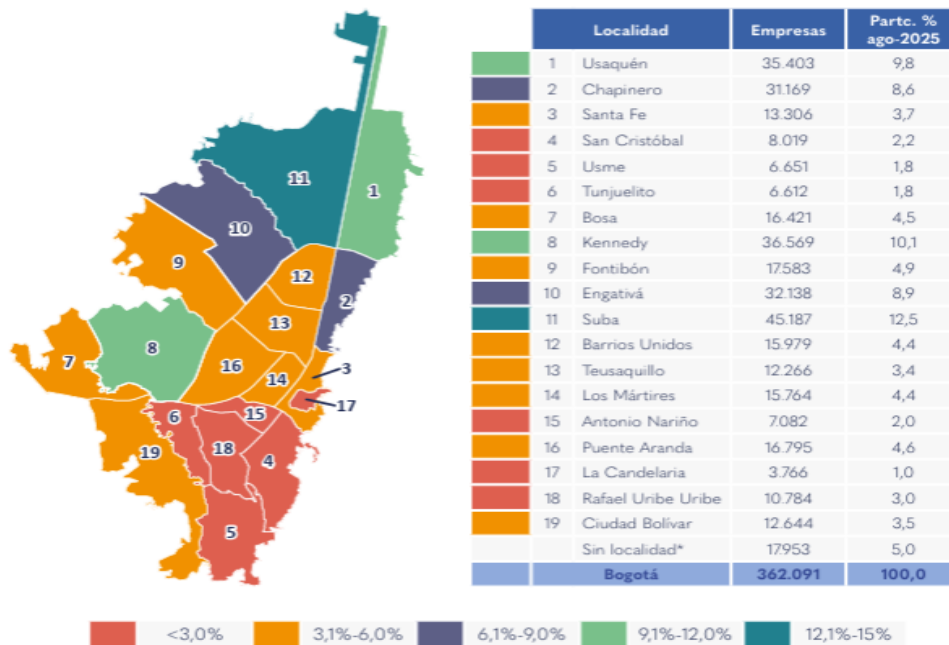 Localidad Empresas Partc. % ago-2025
1 Usaquén 35.403 9,8
2 Chapinero 31.169 8,6
3 Santa Fe 13.306 3,7
4 San Cristóbal 8.019 2,2
5 Usme 6.651 1,8
6 Tunjuelito 6.612 1,8
7 Bosa 16.421 4,5
8 Kennedy 36.569 10,1
9 Fontibón 17.583 4,9
10 Engativá 32.138 8,9
11 Suba 45.187 12,5
12 Barrios Unidos 15.979 4,4
13 Teusaquillo 12.266 3,4
14 Los Mártires 15.764 4,4
15 Antonio Nariño 7.082 2,0
16 Puente Aranda 16.795 4,6
17 La Candelaria 3.766 1,0
18 Rafael Uribe Uribe 10.784 3,0
19 Ciudad Bolívar 12.644 3,5
Sin localidad* 17.953 5,0
Bogotá 362.091 100,0
11
1
10
9
12
2
13
8
7
16
14
3
17
15
6
18
4
19
5
<3,0% 3,1%-6,0% 6,1%-9,0% 9,1%-12,0% 12,1%-15%